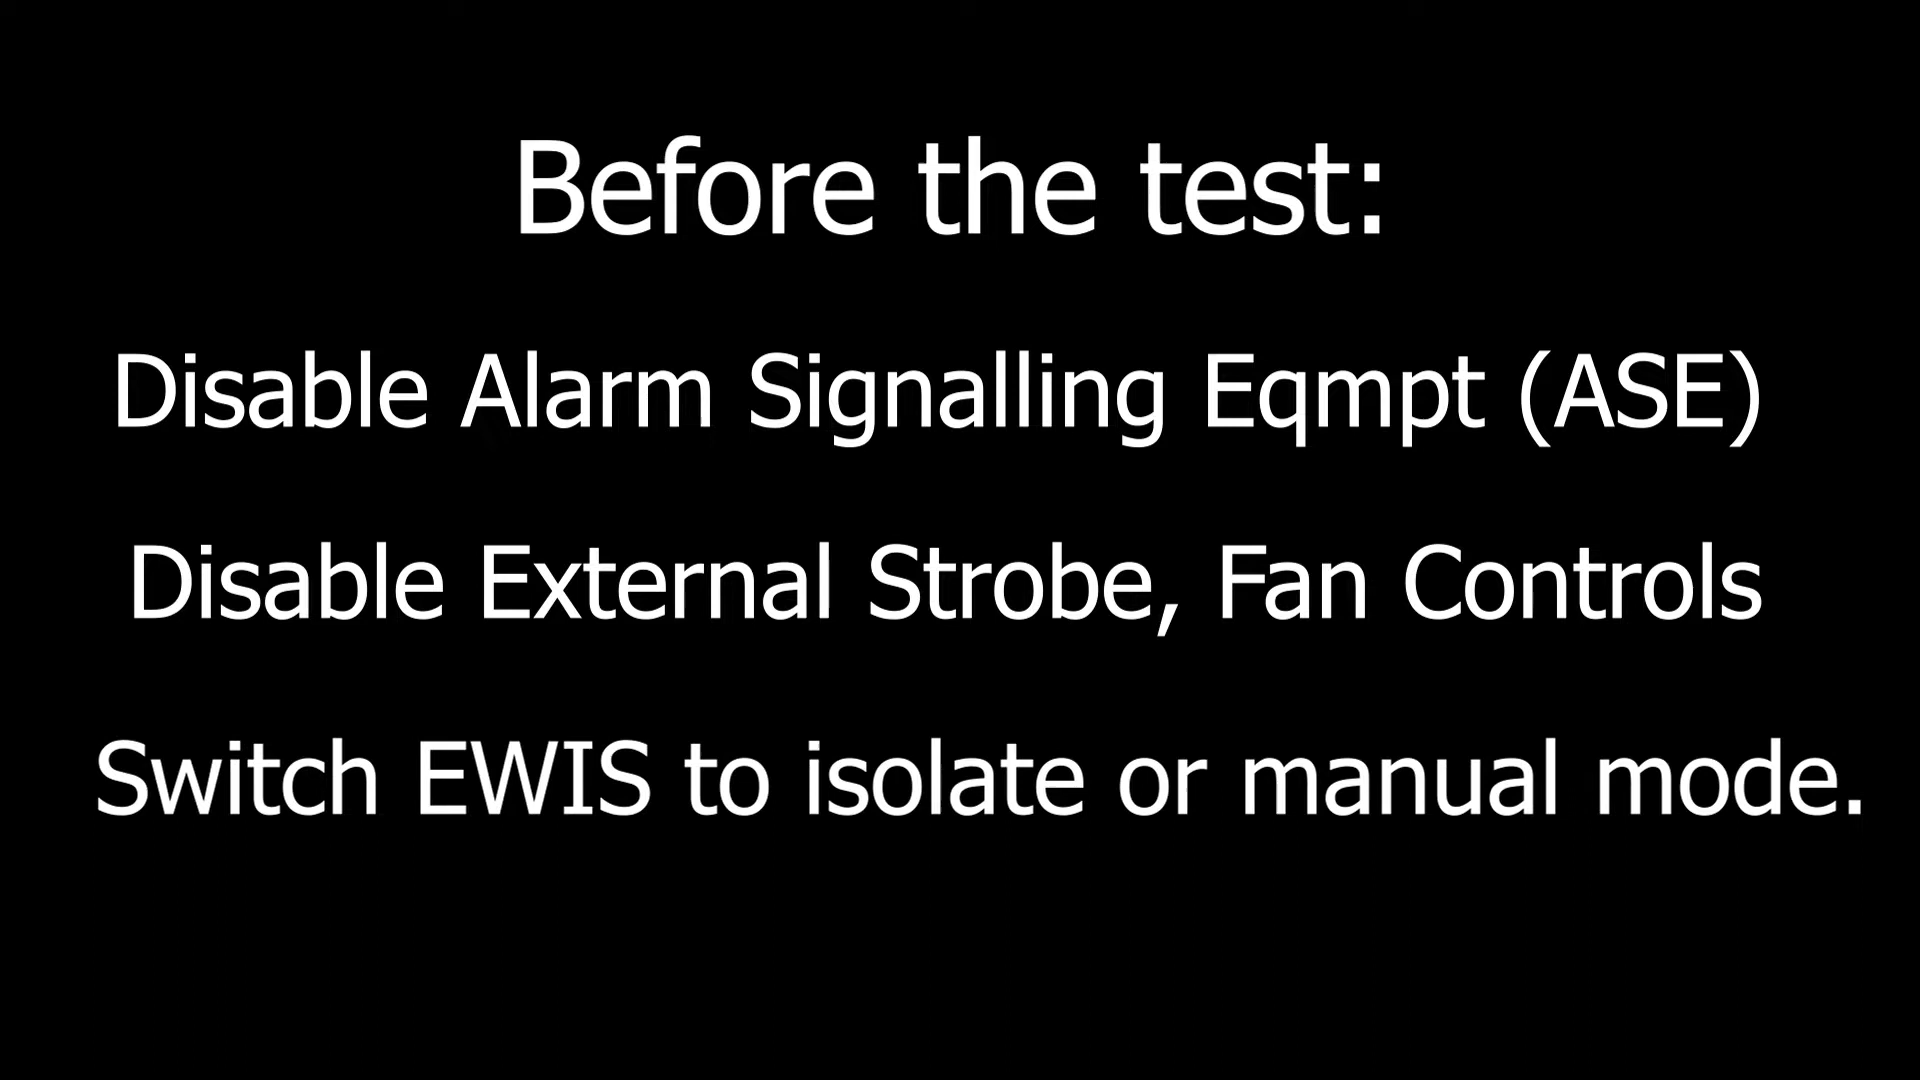 Before the test:
Disable Alarm Signalling Eqmpt (ASE)
Disable External Strobe, Fan Controls
Switch EWIS to isolate or manual mode.